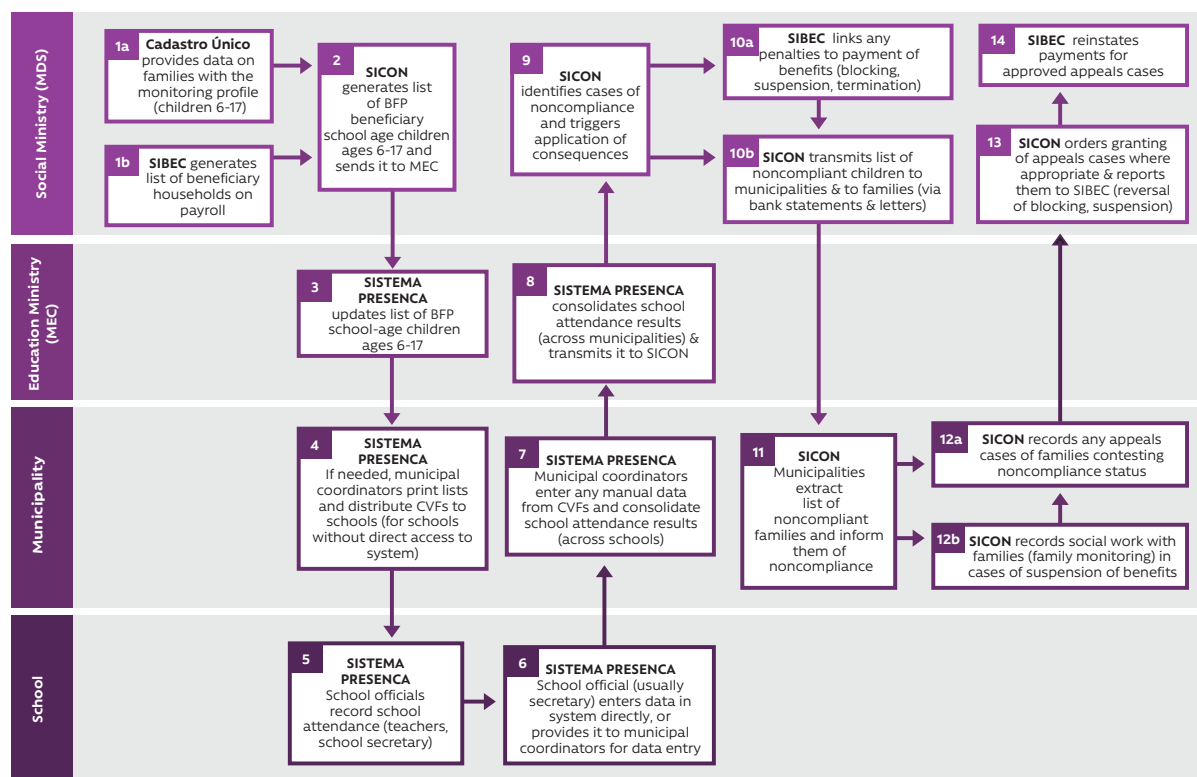 Social Ministry (MDS)
1a
Cadastro Único
provides data on
families with the
monitoring profile
(children 6-17)
1b
SIBEC generates
list of beneficiary
households on
payroll
2
SICON
generates list
of BFP
beneficiary
school age children
ages 6-17 and
sends it to MEC
9
SICON
identifies cases of
noncompliance
and triggers
application of
consequences
10a
SIBEC links any
penalties to payment of
benefits (blocking,
suspension, termination)
10b
SICON transmits list of
noncompliant children to
municipalities & to families (via
bank statements & letters)
14
SIBEC reinstates
payments for
approved appeals cases
13
SICON orders granting
of appeals cases where
appropriate & reports
them to SIBEC (reversal
of blocking, suspension)
Education Ministry
(MEC)
3
SISTEMA
PRESENCA
updates list of BFP
school-age children
ages 6-17
8
SISTEMA PRESENCA
consolidates school
attendance results
(across municipalities) &
transmits it to SICON
Municipality
4
SISTEMA
PRESENCA
If needed, municipal
coordinators print lists
and distribute CVFs to
schools (for schools
without direct access to
system)
7
SISTEMA PRESENCA
Municipal coordinators
enter any manual data
from CVFs and consolidate
school attendance results
(across schools)
11
SICON
Municipalities
extract
list of
noncompliant
families and inform
them of
noncompliance
12a
SICON records any appeals
cases of families contesting
noncompliance status
12b
SICON records social work with
families (family monitoring) in
cases of suspension of benefits
School
5
SISTEMA
PRESENCA
School officials
record school
attendance (teachers,
school secretary)
6
SISTEMA PRESENCA
School official (usually
secretary) enters data in
system directly, or
provides it to municipal
coordinators for data entry